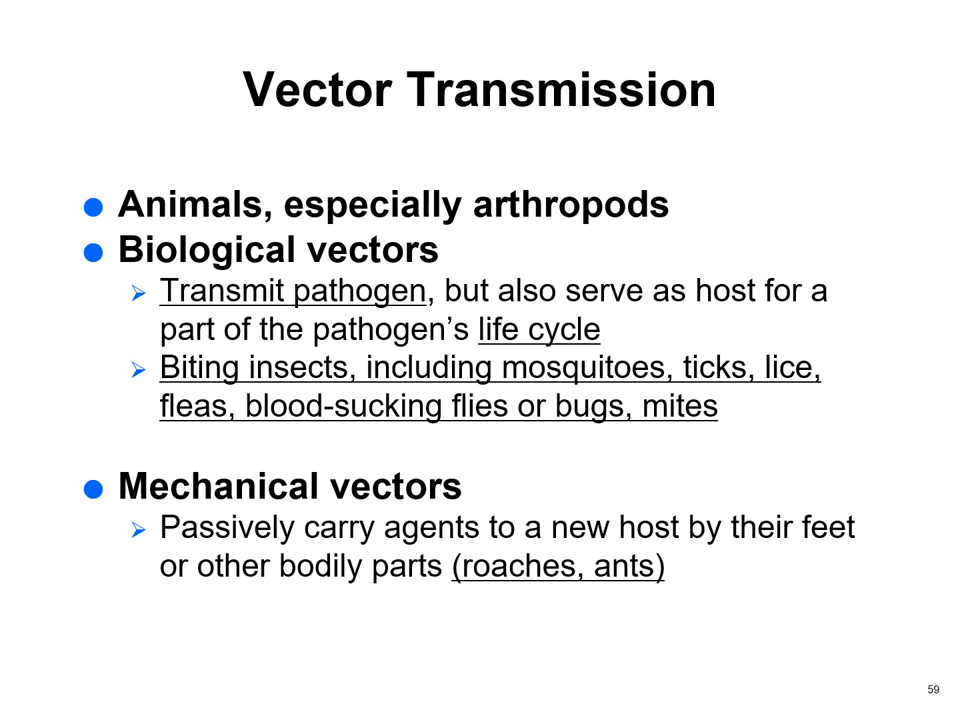 Vector Transmission
Animals, especially arthropods
Biological vectors
Transmit pathogen, but also serve as host for a
part of the pathogen’s life cycle
Biting insects, including mosquitoes, ticks, lice,
fleas, blood-sucking flies or bugs, mites
Mechanical vectors
Passively carry agents to a new host by their feet
or other bodily parts (roaches, ants)
59